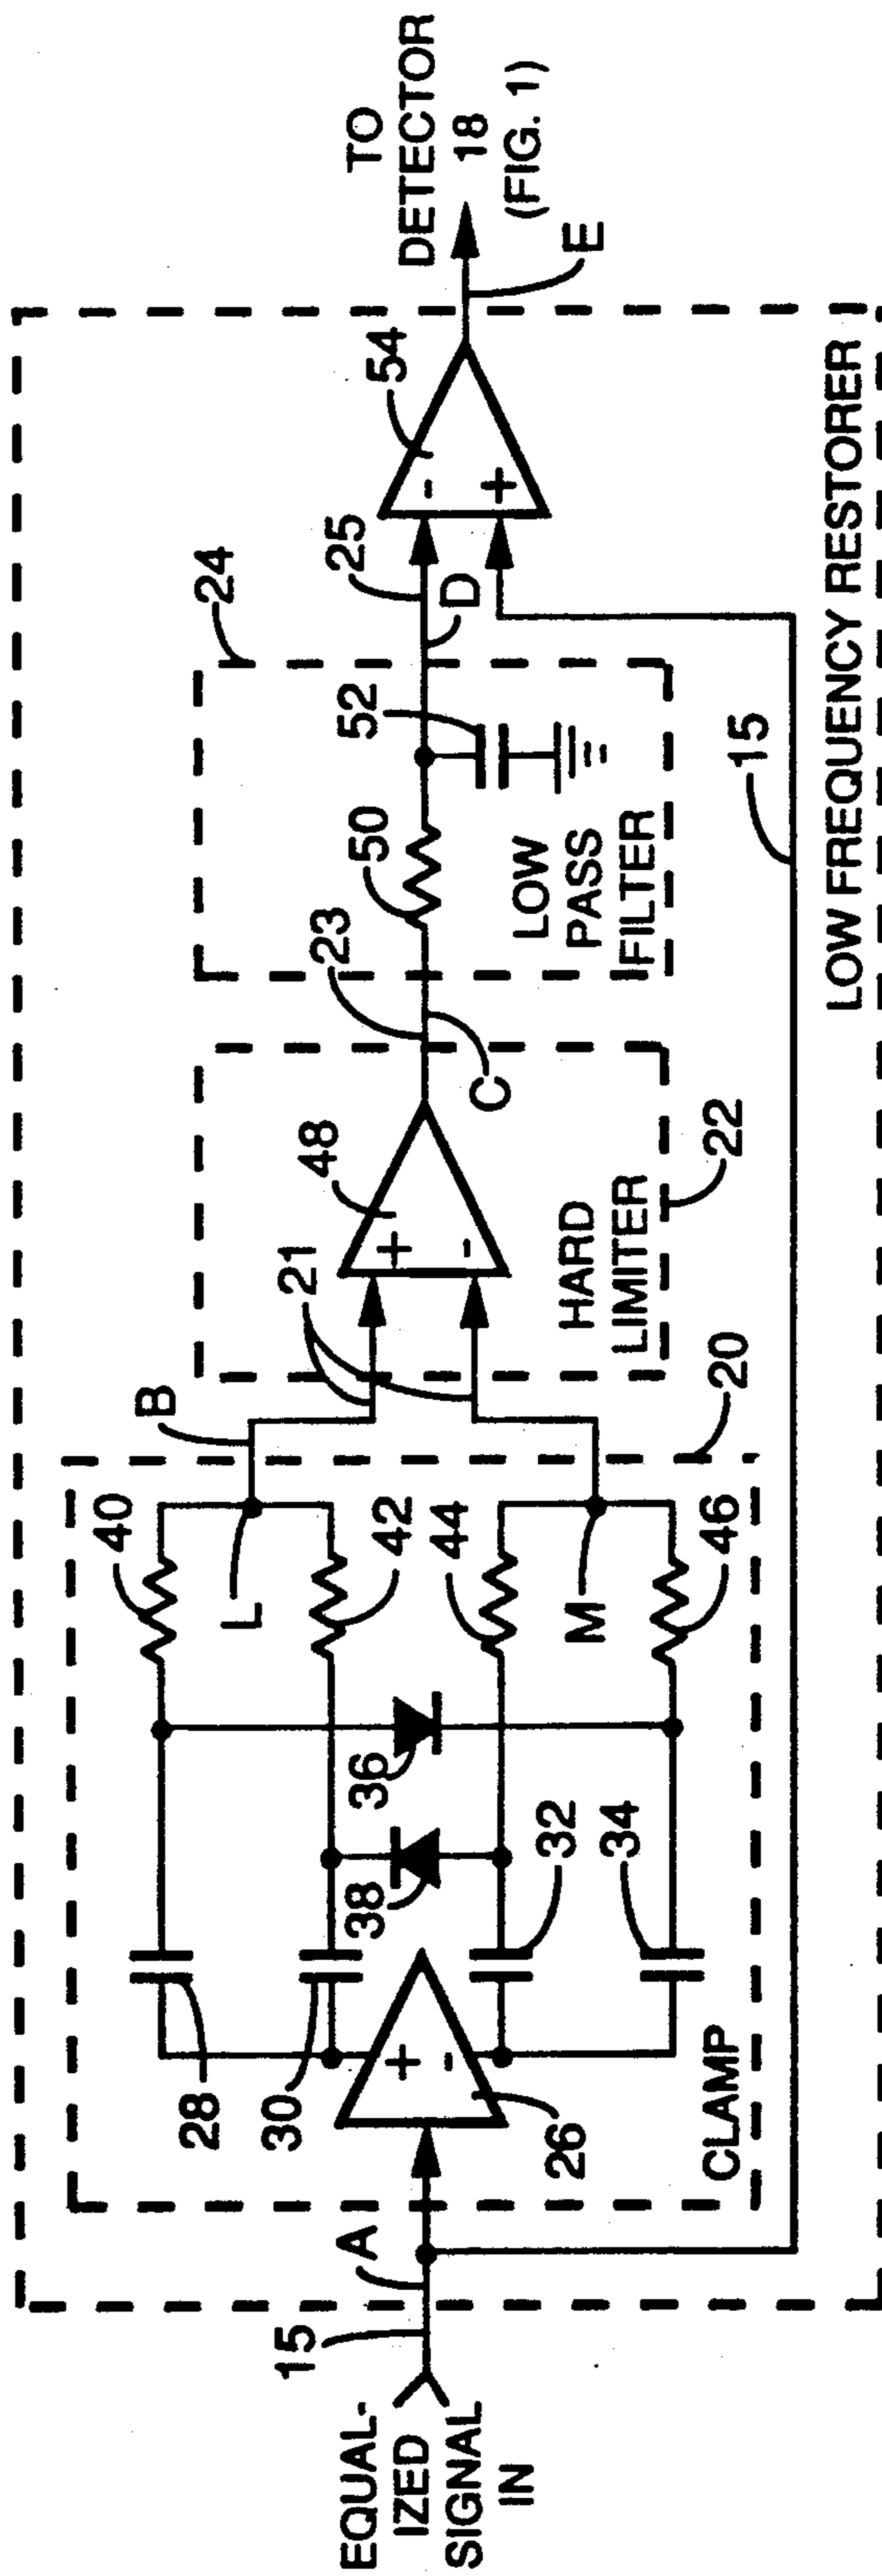 EQUAL-
IZED
SIGNAL
IN
15
A
CLAMP
26
+
-
28
30
32
34
36
38
40
42
44
46
L
M
B
20
21
HARD
LIMITER
22
48
+
-
C
23
LOW
PASS
FILTER
24
50
52
D
25
54
-
+
E
15
LOW FREQUENCY RESTORER
TO
DETECTOR
18
(FIG. 1)